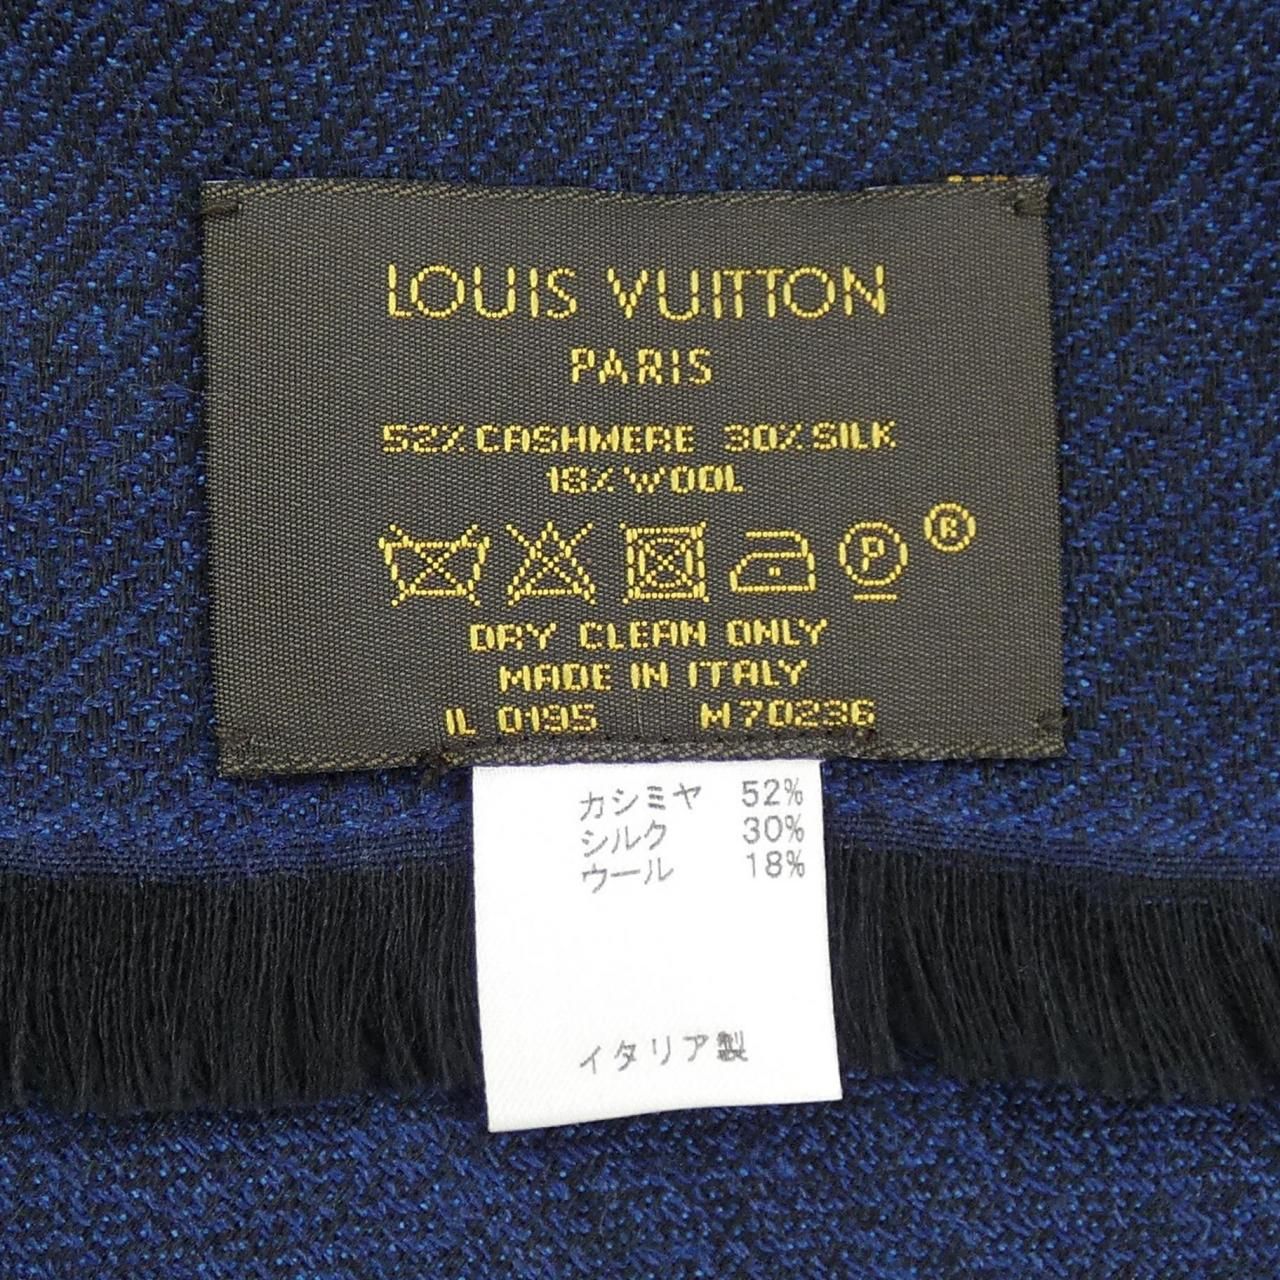 LOUIS VUITTON
PARIS
52% CASHMERE 30% SILK
18% WOOL
P ®
DRY CLEAN ONLY
MADE IN ITALY
IL 0195 M70236
カシミヤ 52%
シルク 30%
ウール 18%
イタリア製